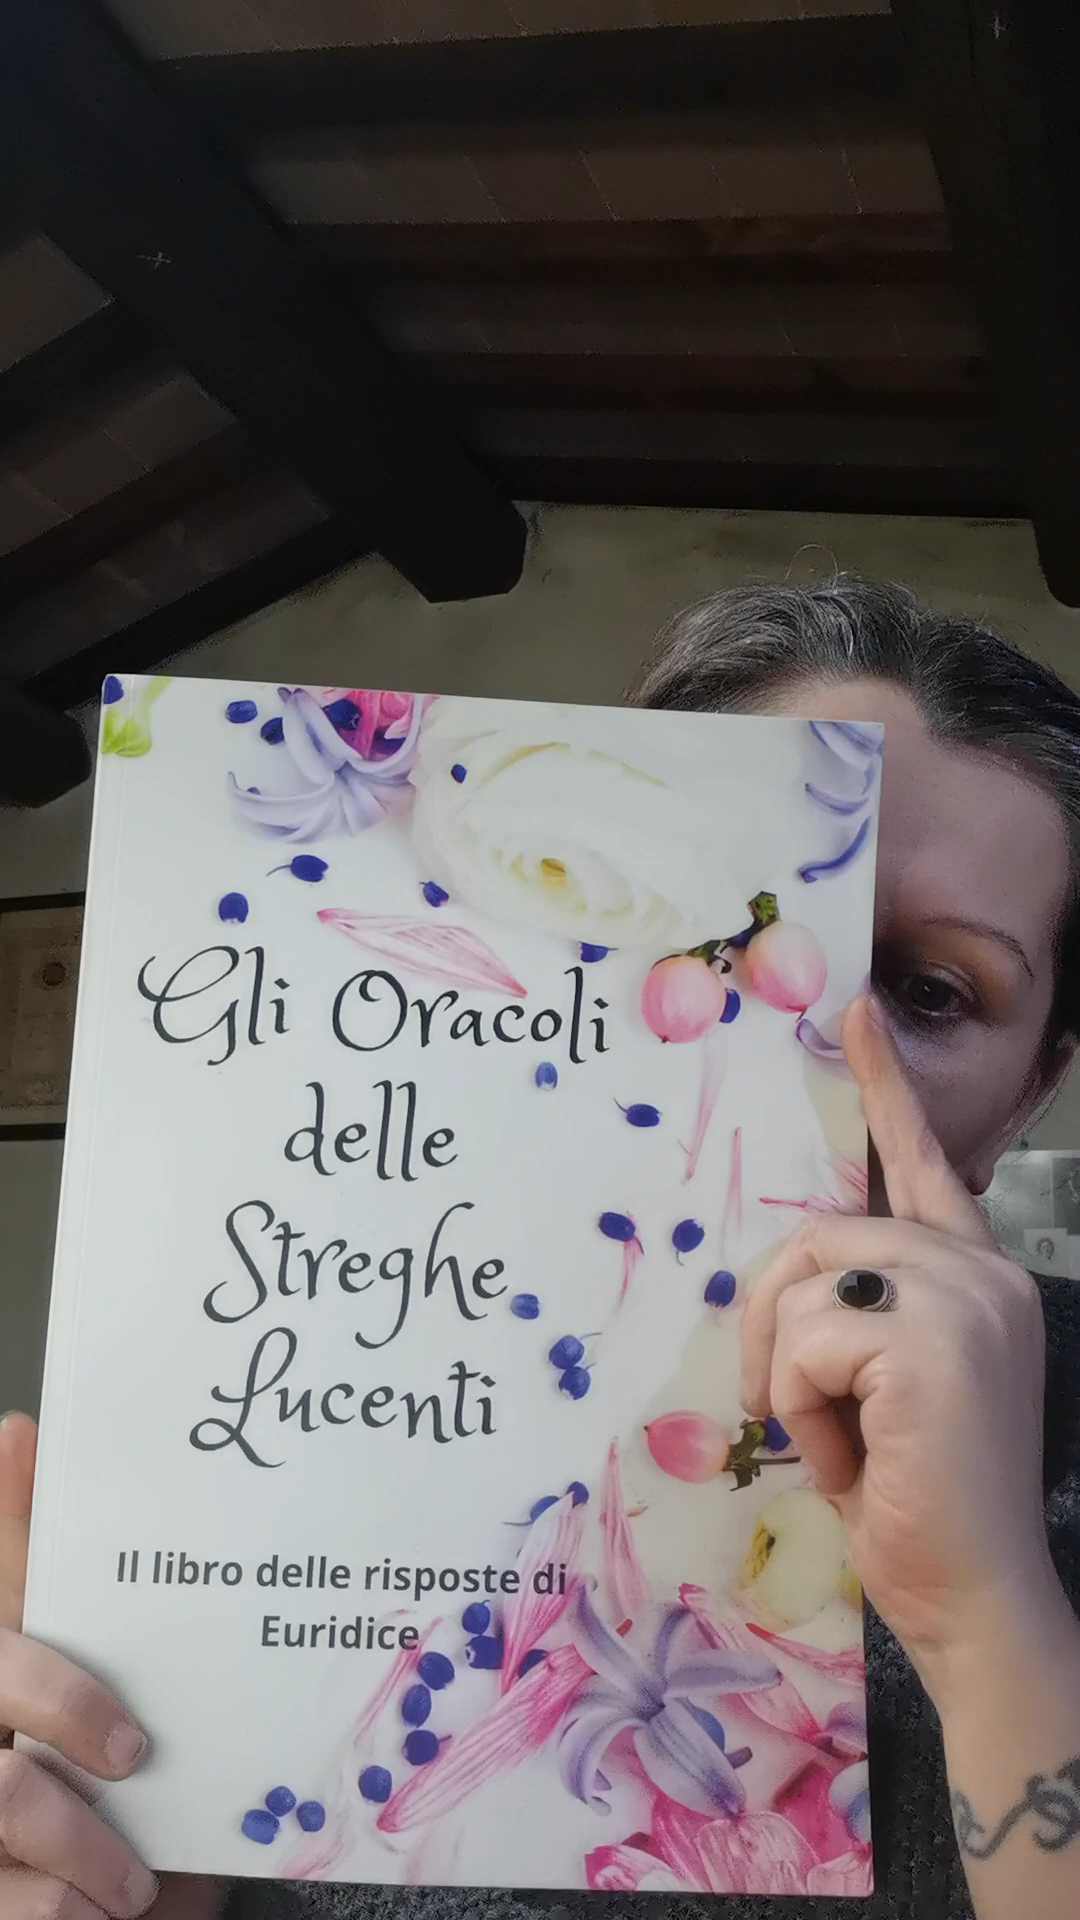 Gli Oracoli
delle
Streghe
Lucenti
Il libro delle risposte di
Euridice